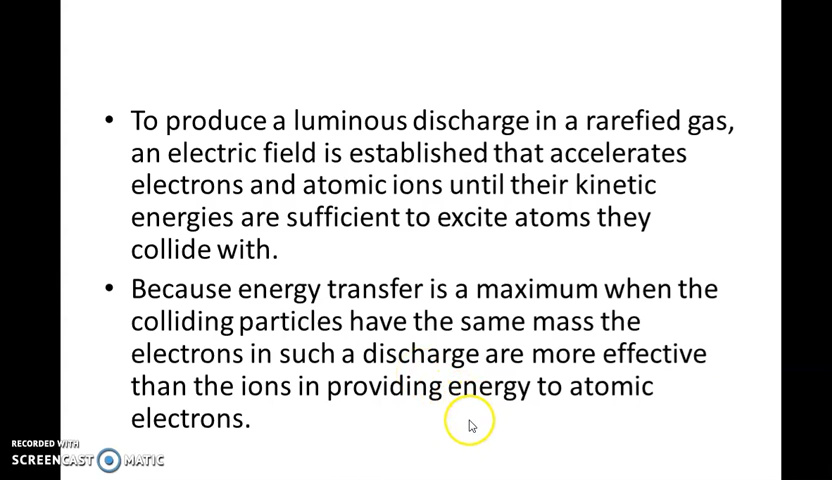 • To produce a luminous discharge in a rarefied gas,
an electric field is established that accelerates
electrons and atomic ions until their kinetic
energies are sufficient to excite atoms they
collide with.
• Because energy transfer is a maximum when the
colliding particles have the same mass the
electrons in such a discharge are more effective
than the ions in providing energy to atomic
electrons.
RECORDED WITH
SCREENCAST MATIC